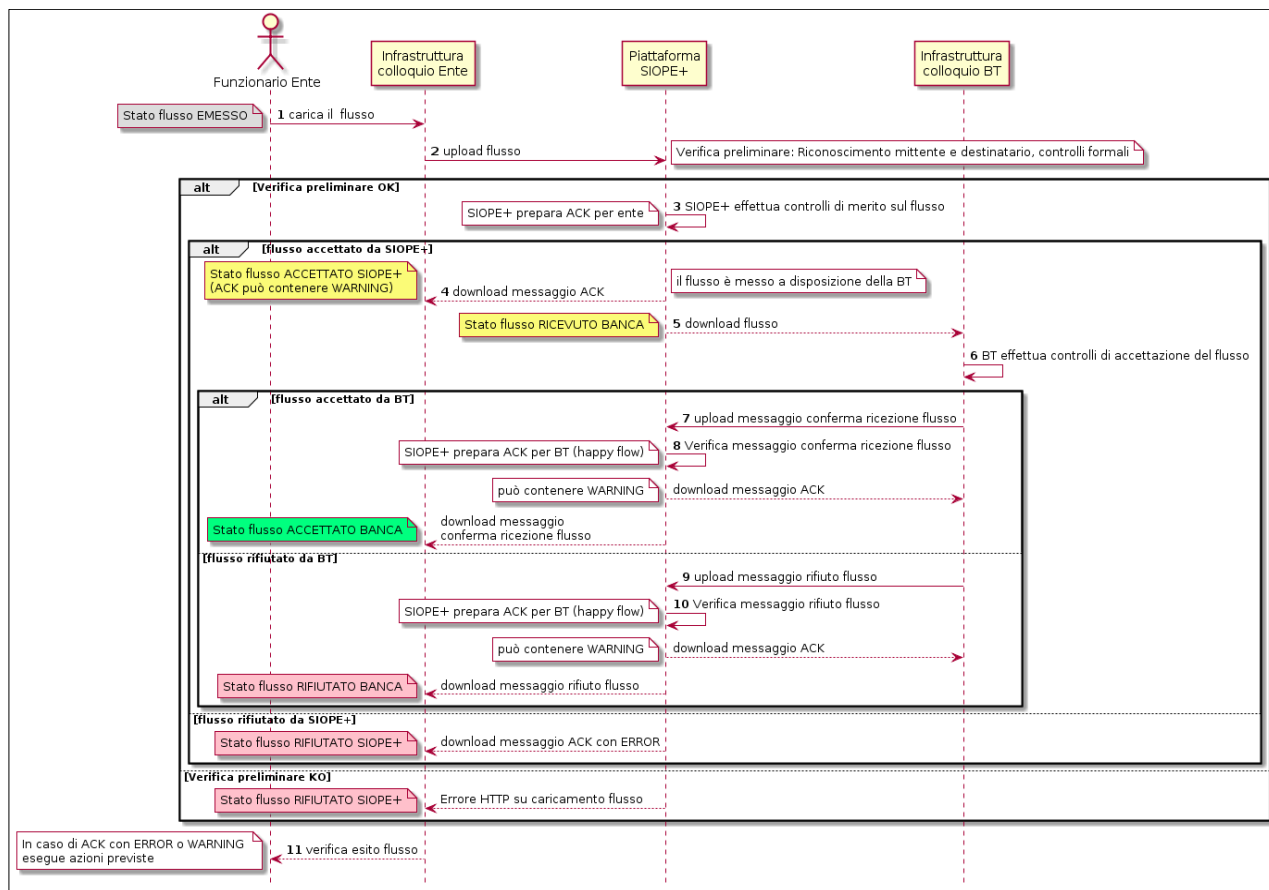 Funzionario Ente
Infrastruttura
colloquio Ente
Piattaforma
SIOPE+
Infrastruttura
colloquio BT
Stato flusso EMESSO
1 carica il flusso
2 upload flusso
Verifica preliminare: Riconoscimento mittente e destinatario, controlli formali
alt [Verifica preliminare OK]
SIOPE+ prepara ACK per ente
3 SIOPE+ effettua controlli di merito sul flusso
alt [flusso accettato da SIOPE+]
Stato flusso ACCETTATO SIOPE+
(ACK può contenere WARNING)
4 download messaggio ACK
il flusso è messo a disposizione della BT
Stato flusso RICEVUTO BANCA
5 download flusso
6 BT effettua controlli di accettazione del flusso
alt [flusso accettato da BT]
7 upload messaggio conferma ricezione flusso
SIOPE+ prepara ACK per BT (happy flow)
8 Verifica messaggio conferma ricezione flusso
può contenere WARNING
download messaggio ACK
Stato flusso ACCETTATO BANCA
download messaggio
conferma ricezione flusso
[flusso rifiutato da BT]
9 upload messaggio rifiuto flusso
SIOPE+ prepara ACK per BT (happy flow)
10 Verifica messaggio rifiuto flusso
può contenere WARNING
download messaggio ACK
Stato flusso RIFIUTATO BANCA
download messaggio rifiuto flusso
[flusso rifiutato da SIOPE+]
Stato flusso RIFIUTATO SIOPE+
download messaggio ACK con ERROR
[Verifica preliminare KO]
Stato flusso RIFIUTATO SIOPE+
Errore HTTP su caricamento flusso
In caso di ACK con ERROR o WARNING
esegue azioni previste
11 verifica esito flusso